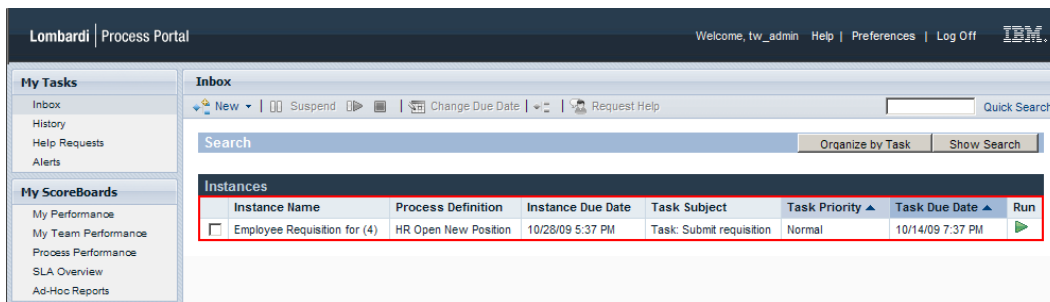 Lombardi | Process Portal
Welcome, tw_admin Help | Preferences | Log Off IBM.
My Tasks
Inbox
History
Help Requests
Alerts
My ScoreBoards
My Performance
My Team Performance
Process Performance
SLA Overview
Ad-Hoc Reports
Inbox
New | Suspend | Change Due Date | | Request Help Quick Search
Search Organize by Task Show Search
Instances
Instance Name Process Definition Instance Due Date Task Subject Task Priority Task Due Date Run
Employee Requisition for (4) HR Open New Position 10/28/09 5:37 PM Task: Submit requisition Normal 10/14/09 7:37 PM